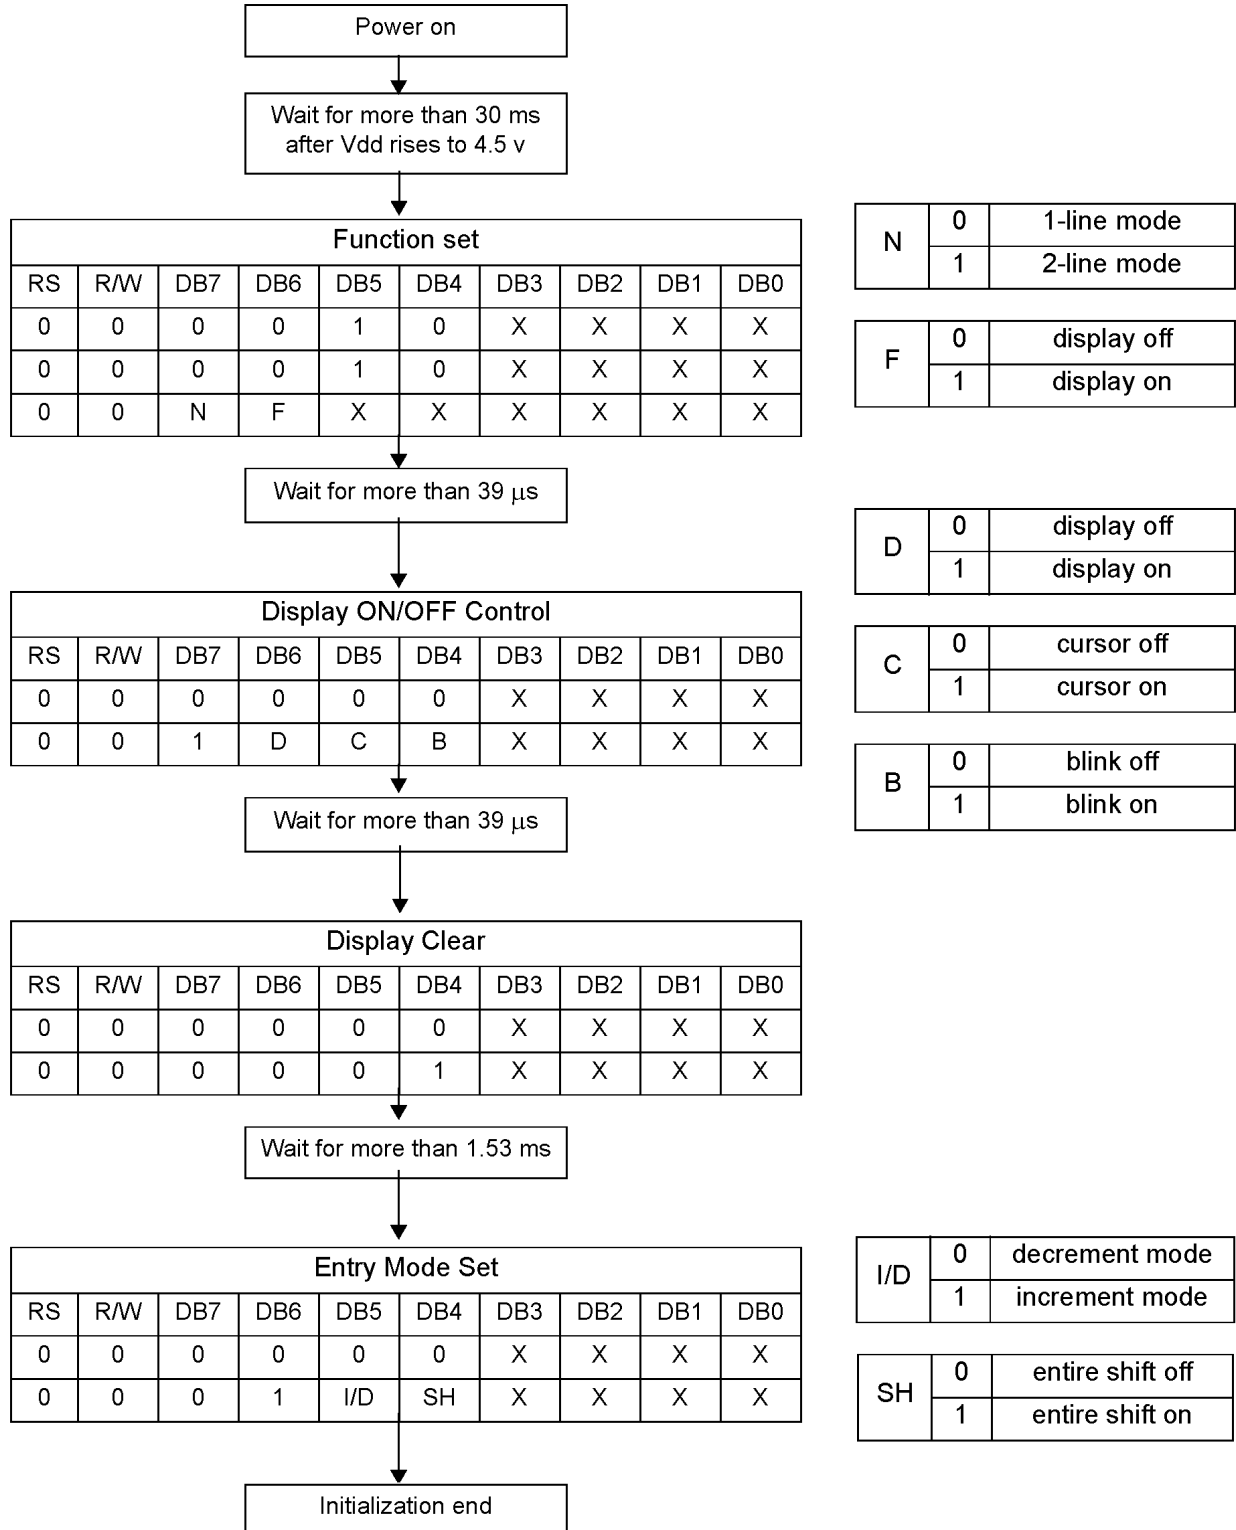 Power on
Wait for more than 30 ms
after Vdd rises to 4.5 v
Function set
RS R/W DB7 DB6 DB5 DB4 DB3 DB2 DB1 DB0
0 0 0 0 1 0 X X X X
0 0 0 0 1 0 X X X X
0 0 N F X X X X X X
N 0 1-line mode
1 2-line mode
F 0 display off
1 display on
Wait for more than 39 μs
Display ON/OFF Control
RS R/W DB7 DB6 DB5 DB4 DB3 DB2 DB1 DB0
0 0 0 0 0 0 X X X X
0 0 1 D C B X X X X
D 0 display off
1 display on
C 0 cursor off
1 cursor on
B 0 blink off
1 blink on
Wait for more than 39 μs
Display Clear
RS R/W DB7 DB6 DB5 DB4 DB3 DB2 DB1 DB0
0 0 0 0 0 0 X X X X
0 0 0 0 0 1 X X X X
Wait for more than 1.53 ms
Entry Mode Set
RS R/W DB7 DB6 DB5 DB4 DB3 DB2 DB1 DB0
0 0 0 0 0 0 X X X X
0 0 0 1 I/D SH X X X X
I/D 0 decrement mode
1 increment mode
SH 0 entire shift off
1 entire shift on
Initialization end